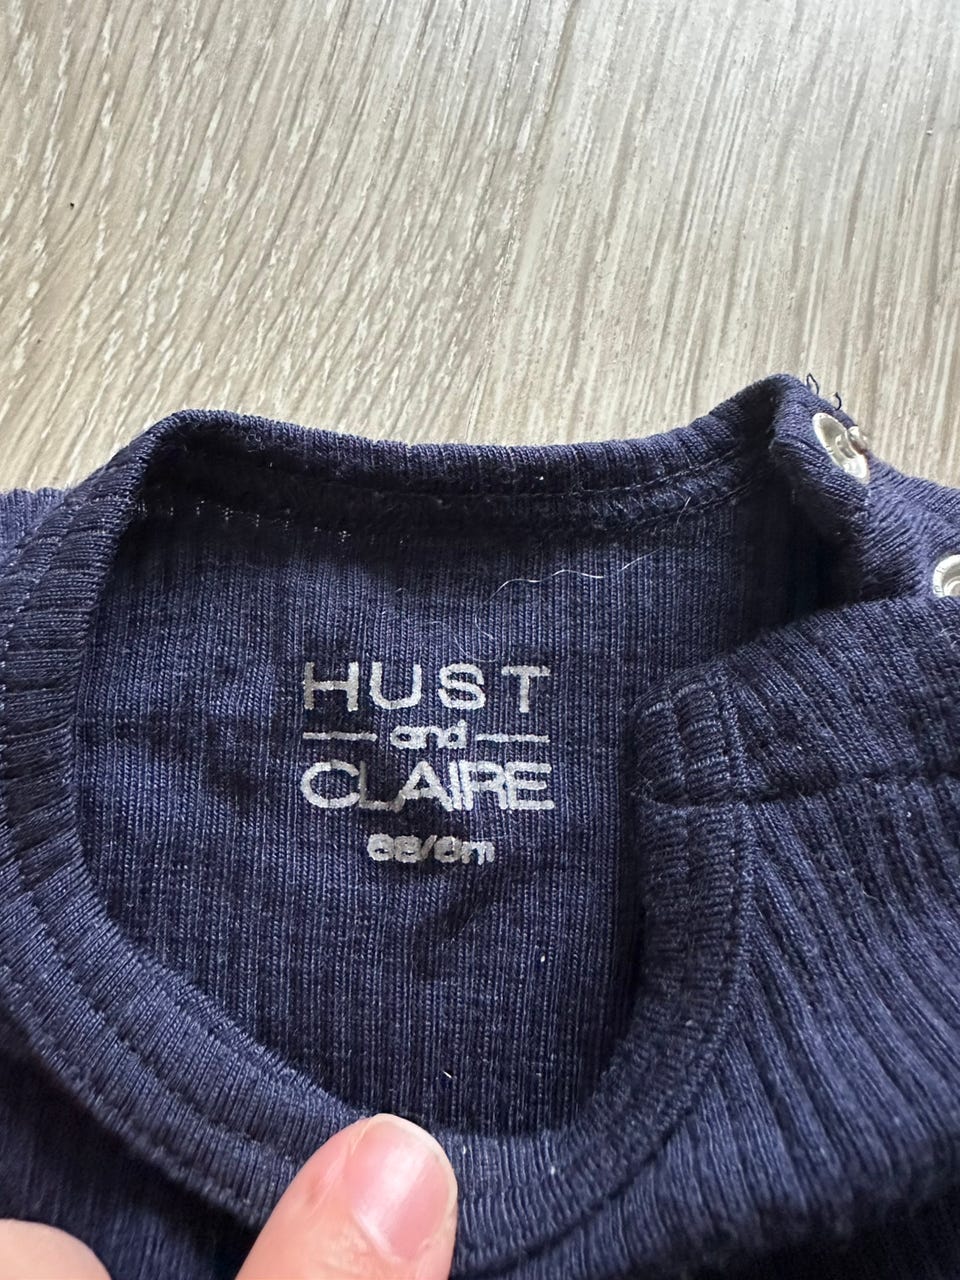 HUST
and
CLAIRE
68/6m